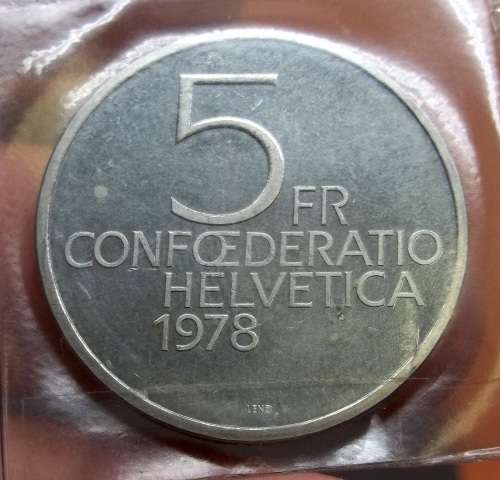 5 FR
CONFŒDERATIO
HELVETICA
1978